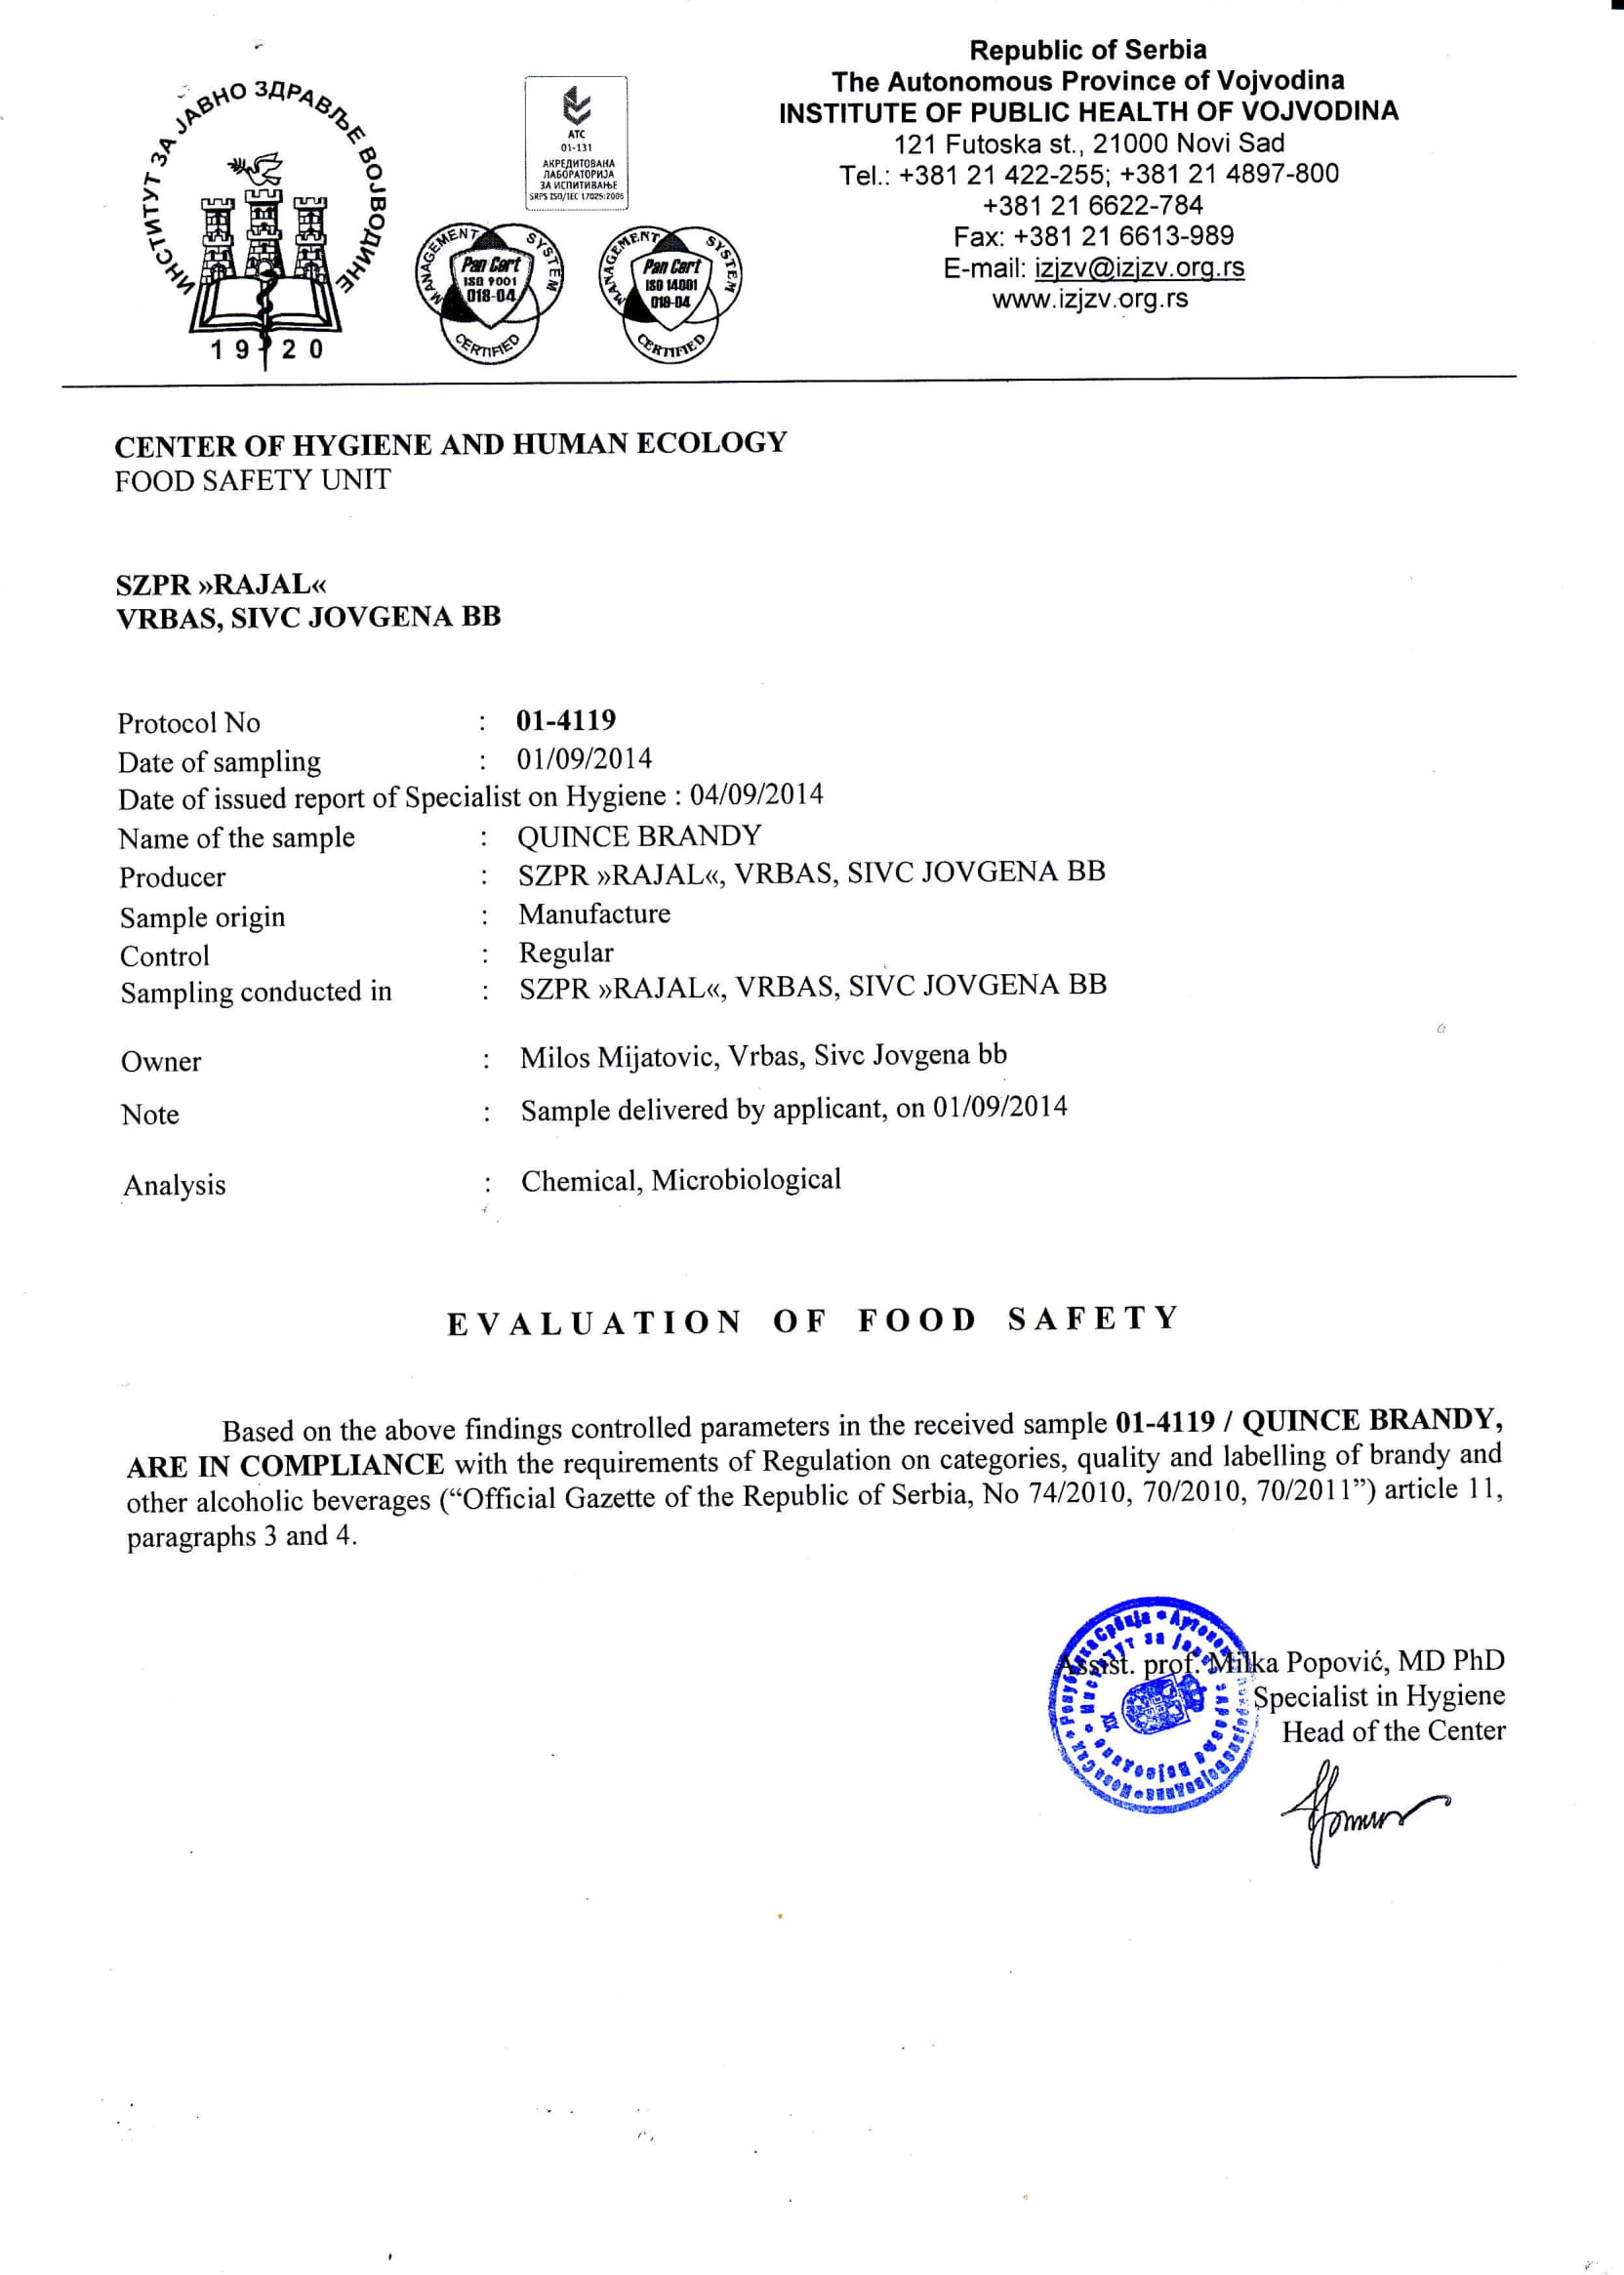 ИНСТИТУТ ЗА ЈАВНО ЗДРАВЉЕ ВОЈВОДИНЕ
1920
АТС
01-131
АКРЕДИТОВАНА
ЛАБОРАТОРИЈА
ЗА ИСПИТИВАЊЕ
SRPS ISO/IEC 17025:2006
MANAGEMENT SYSTEM
Pan Cert
ISO 9001
018-04
CERTIFIED
MANAGEMENT SYSTEM
Pan Cert
ISO 14001
018-04
CERTIFIED
Republic of Serbia
The Autonomous Province of Vojvodina
INSTITUTE OF PUBLIC HEALTH OF VOJVODINA
121 Futoska st., 21000 Novi Sad
Tel.: +381 21 422-255; +381 21 4897-800
+381 21 6622-784
Fax: +381 21 6613-989
E-mail: izjzv@izjzv.org.rs
www.izjzv.org.rs
CENTER OF HYGIENE AND HUMAN ECOLOGY
FOOD SAFETY UNIT
SZPR »RAJAL«
VRBAS, SIVC JOVGENA BB
Protocol No : 01-4119
Date of sampling : 01/09/2014
Date of issued report of Specialist on Hygiene : 04/09/2014
Name of the sample : QUINCE BRANDY
Producer : SZPR »RAJAL«, VRBAS, SIVC JOVGENA BB
Sample origin : Manufacture
Control : Regular
Sampling conducted in : SZPR »RAJAL«, VRBAS, SIVC JOVGENA BB
Owner : Milos Mijatovic, Vrbas, Sivc Jovgena bb
Note : Sample delivered by applicant, on 01/09/2014
Analysis : Chemical, Microbiological
EVALUATION OF FOOD SAFETY
Based on the above findings controlled parameters in the received sample 01-4119 / QUINCE BRANDY,
ARE IN COMPLIANCE with the requirements of Regulation on categories, quality and labelling of brandy and
other alcoholic beverages (“Official Gazette of the Republic of Serbia, No 74/2010, 70/2010, 70/2011”) article 11,
paragraphs 3 and 4.
Assist. prof. Milka Popović, MD PhD
Specialist in Hygiene
Head of the Center